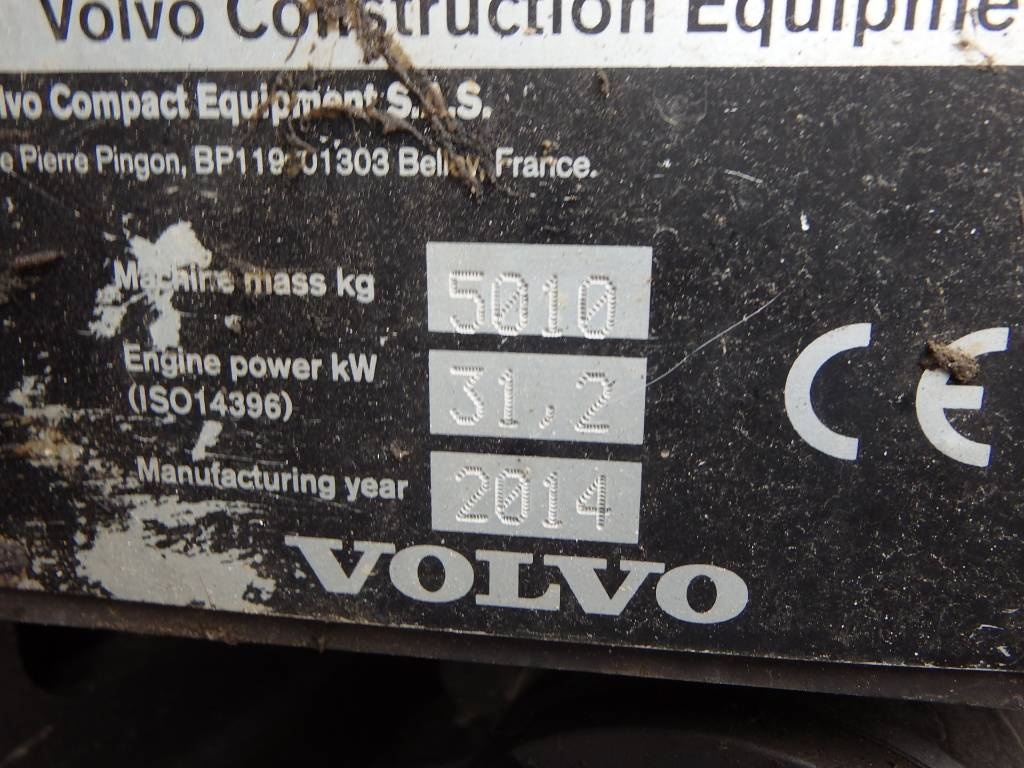 Volvo Construction Equipme
lvo Compact Equipment S.A.S.
e Pierre Pingon, BP119 01303 Belley, France.
Machine mass kg 5010
Engine power kW 31,2
(ISO14396)
Manufacturing year 2014
CE
VOLVO